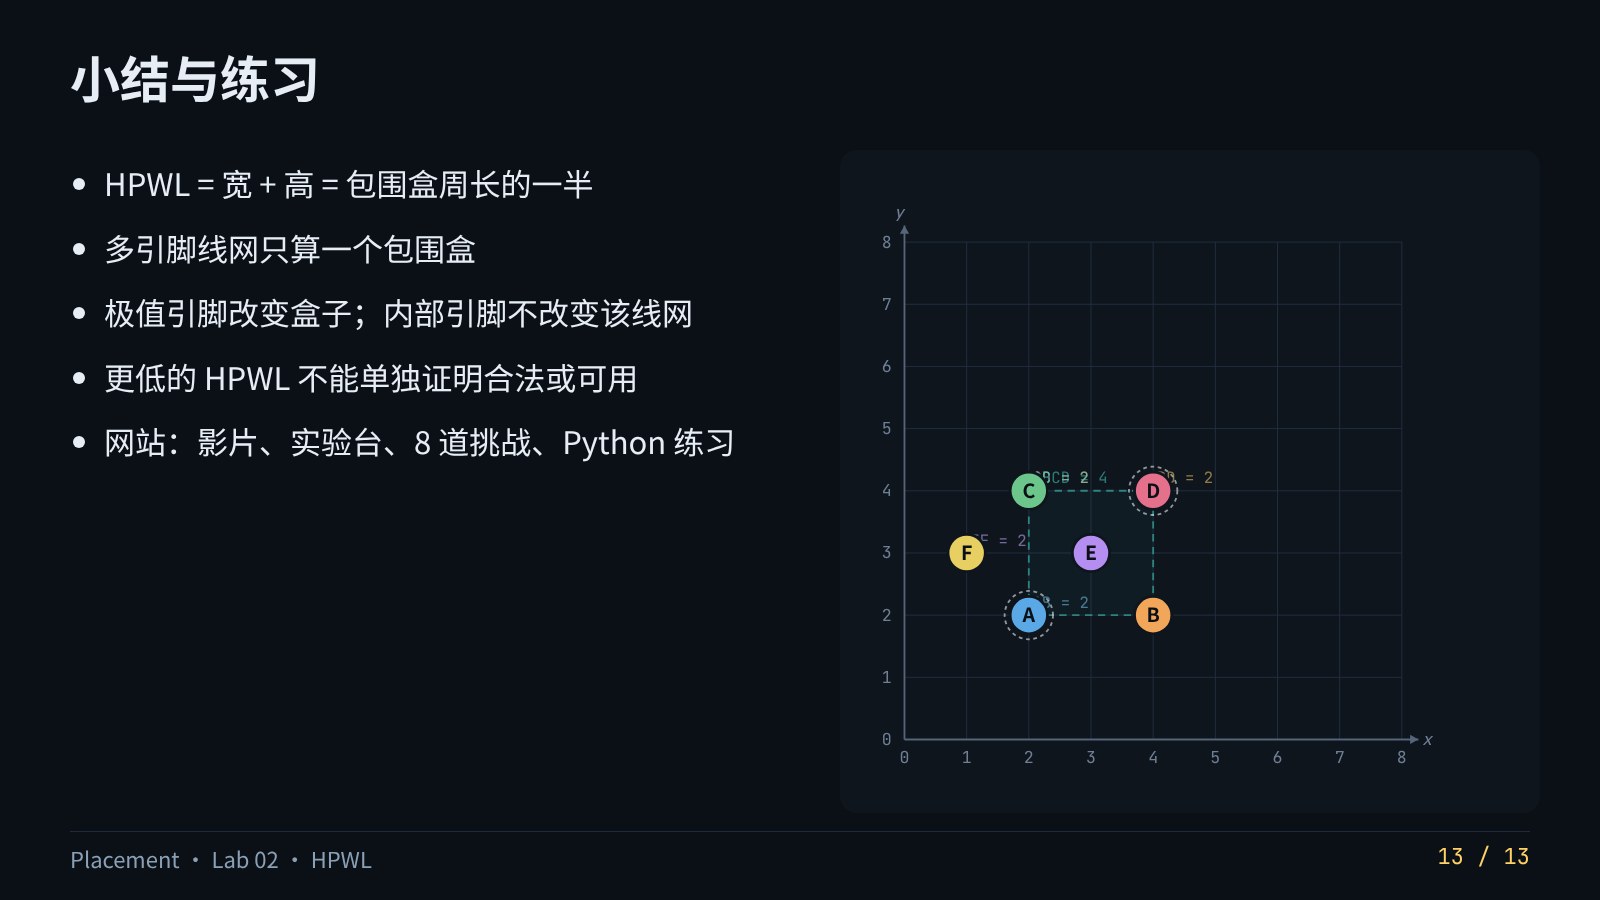 小结与练习
• HPWL = 宽 + 高 = 包围盒周长的一半
• 多引脚线网只算一个包围盒
• 极值引脚改变盒子；内部引脚不改变该线网
• 更低的 HPWL 不能单独证明合法或可用
• 网站：影片、实验台、8 道挑战、Python 练习
y
8
7
6
5
4
3
2
1
0
C
D
= 2
F
= 2
E
A
= 2
B
0 1 2 3 4 5 6 7 8
x
Placement • Lab 02 • HPWL
13 / 13